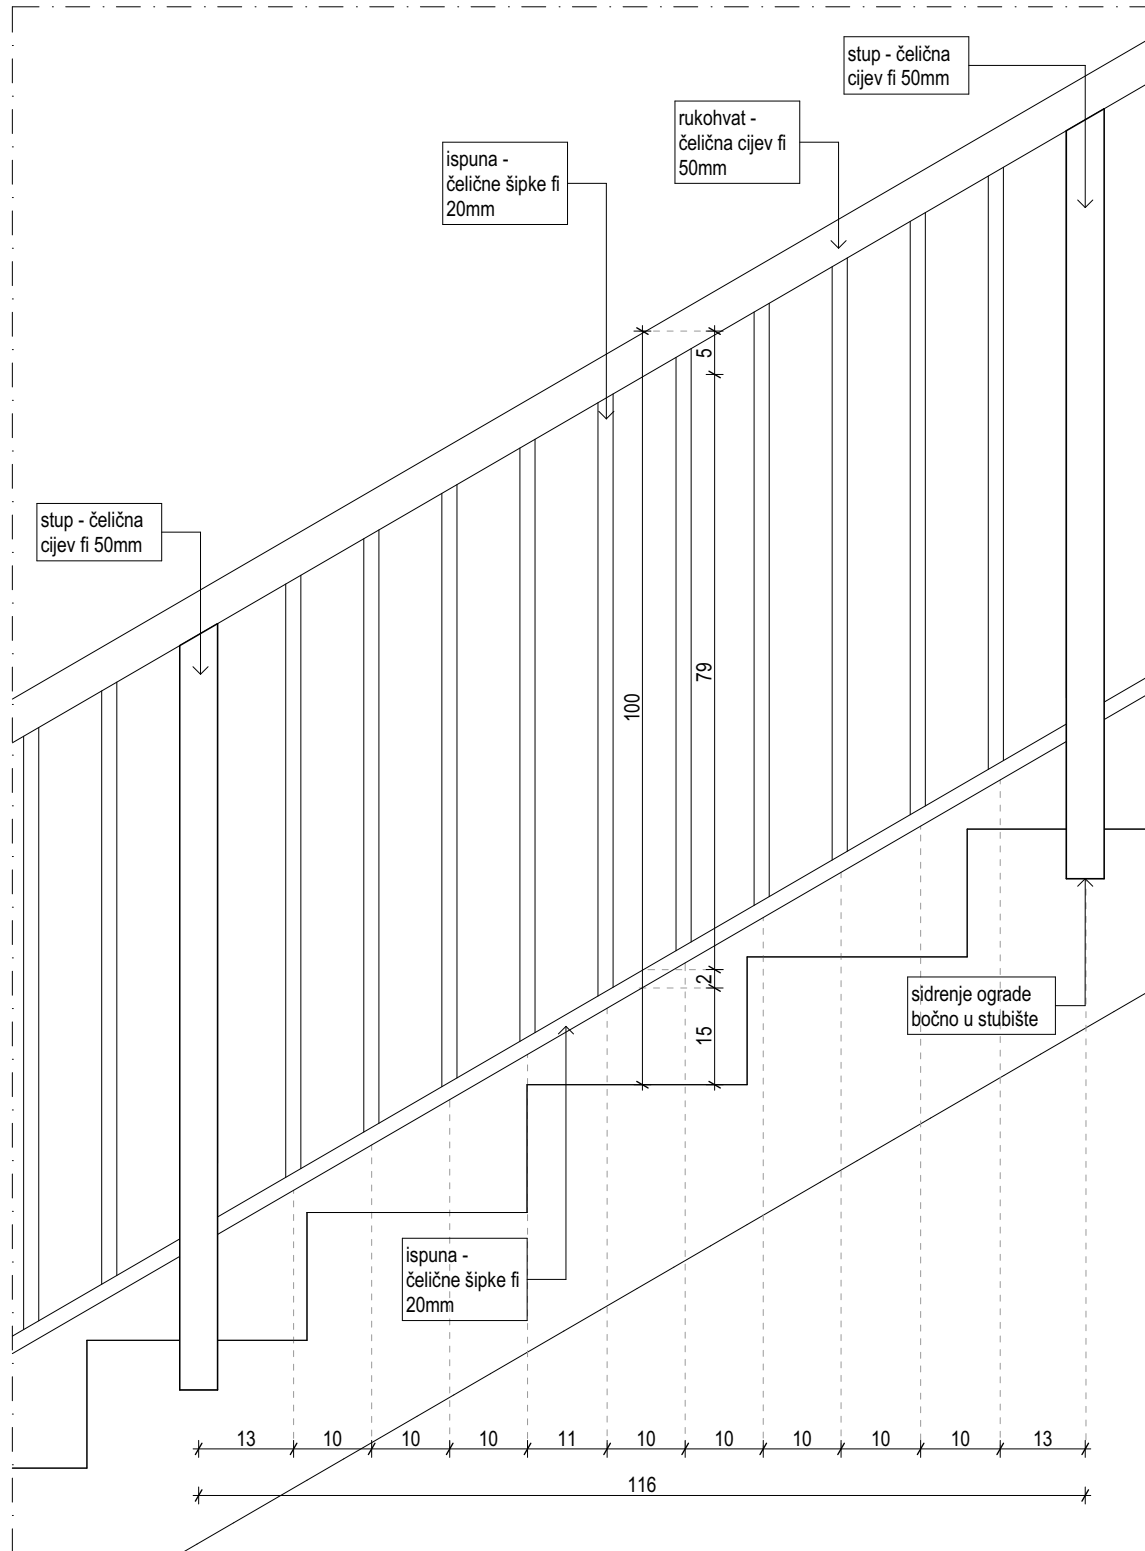 stup - čelična
cijev fi 50mm
rukohvat -
čelična cijev fi
50mm
ispuna -
čelične šipke fi
20mm
5
stup - čelična
cijev fi 50mm
79
100
2
15
sidrenje ograde
bočno u stubište
ispuna -
čelične šipke fi
20mm
13 10 10 10 11 10 10 10 10 10 13
116